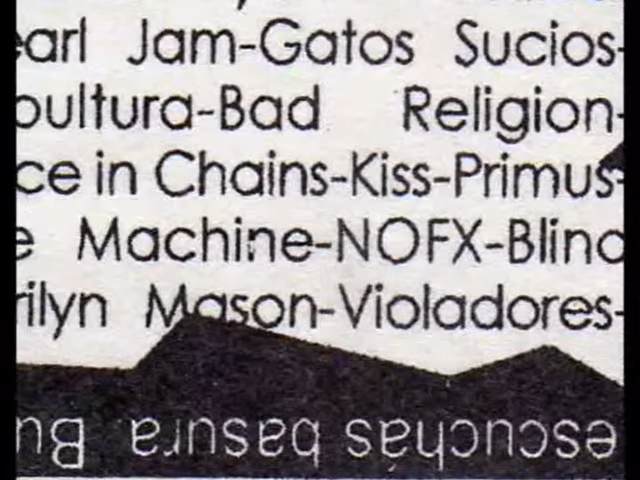 earl Jam-Gatos Sucios-
pultura-Bad Religion-
ce in Chains-Kiss-Primus-
e Machine-NOFX-Blind
rilyn Mason-Violadores-
escuchás basura Bu